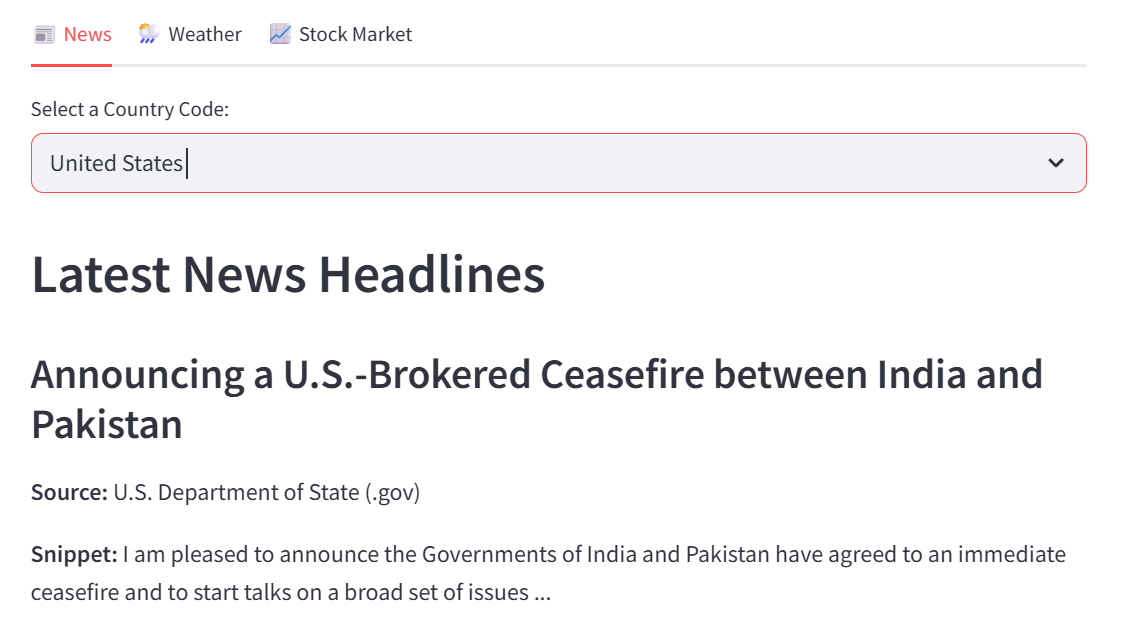 News Weather Stock Market
Select a Country Code:
United States
Latest News Headlines
Announcing a U.S.-Brokered Ceasefire between India and
Pakistan
Source: U.S. Department of State (.gov)
Snippet: I am pleased to announce the Governments of India and Pakistan have agreed to an immediate
ceasefire and to start talks on a broad set of issues ...